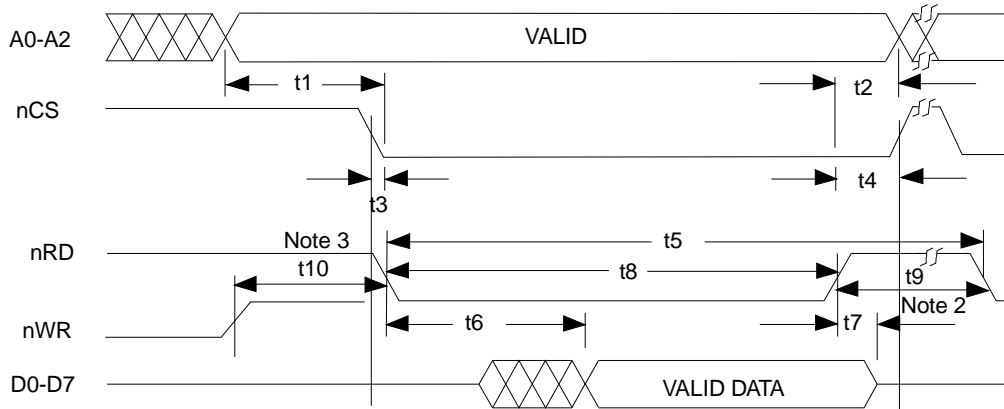 A0-A2
VALID
t1
t2
nCS
t3
t4
nRD
Note 3
t5
t10
t8
t9
Note 2
nWR
t6
t7
D0-D7
VALID DATA